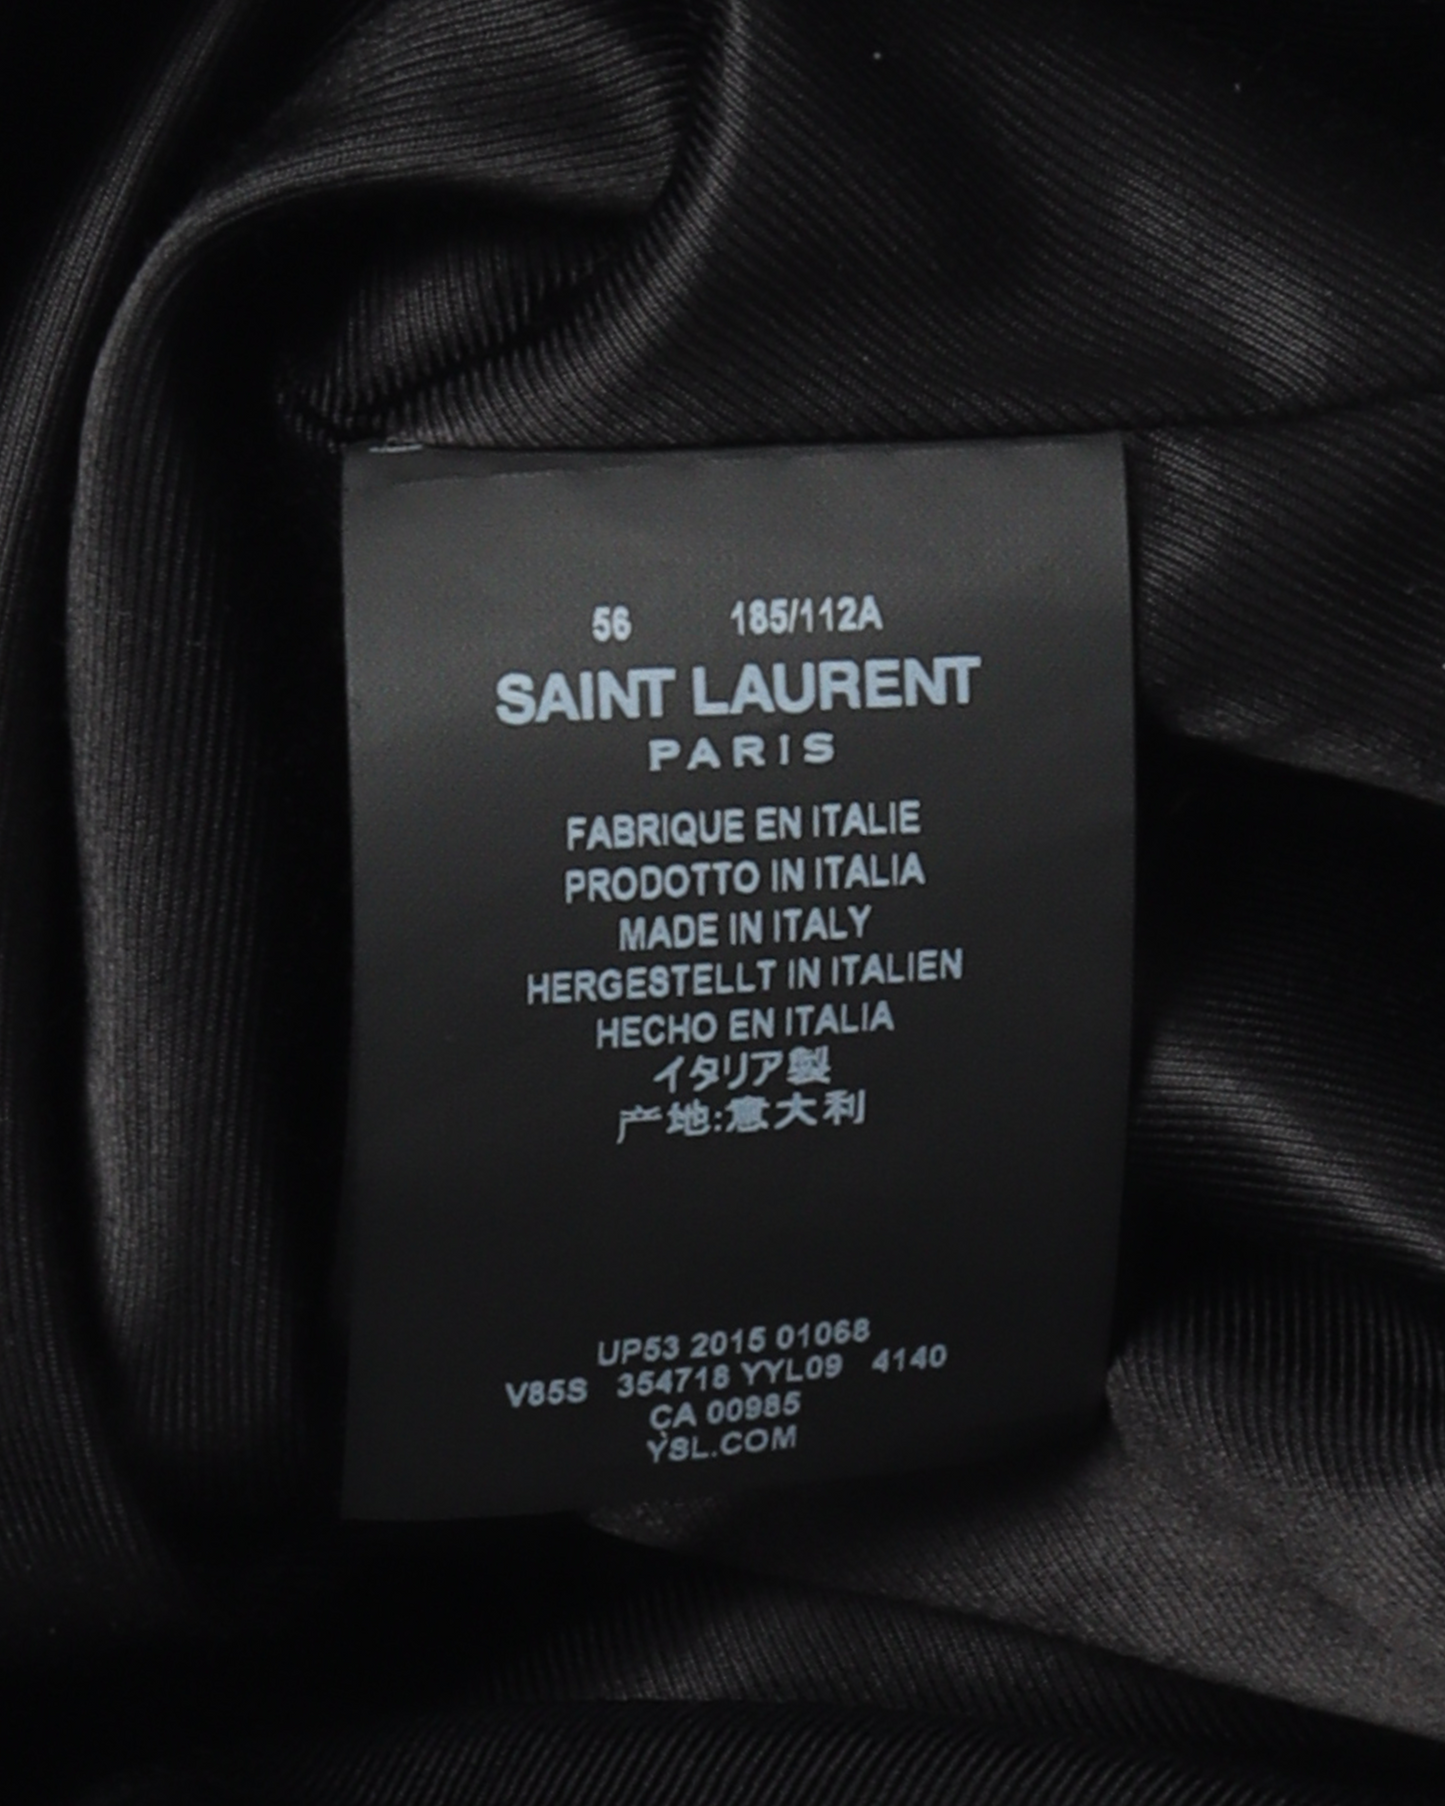 56 185/112A
SAINT LAURENT
PARIS
FABRIQUE EN ITALIE
PRODOTTO IN ITALIA
MADE IN ITALY
HERGESTELLT IN ITALIEN
HECHO EN ITALIA
イタリア製
产地:意大利
UP53 2015 01068
V85S 354718 YYL09 4140
CA 00985
YSL.COM